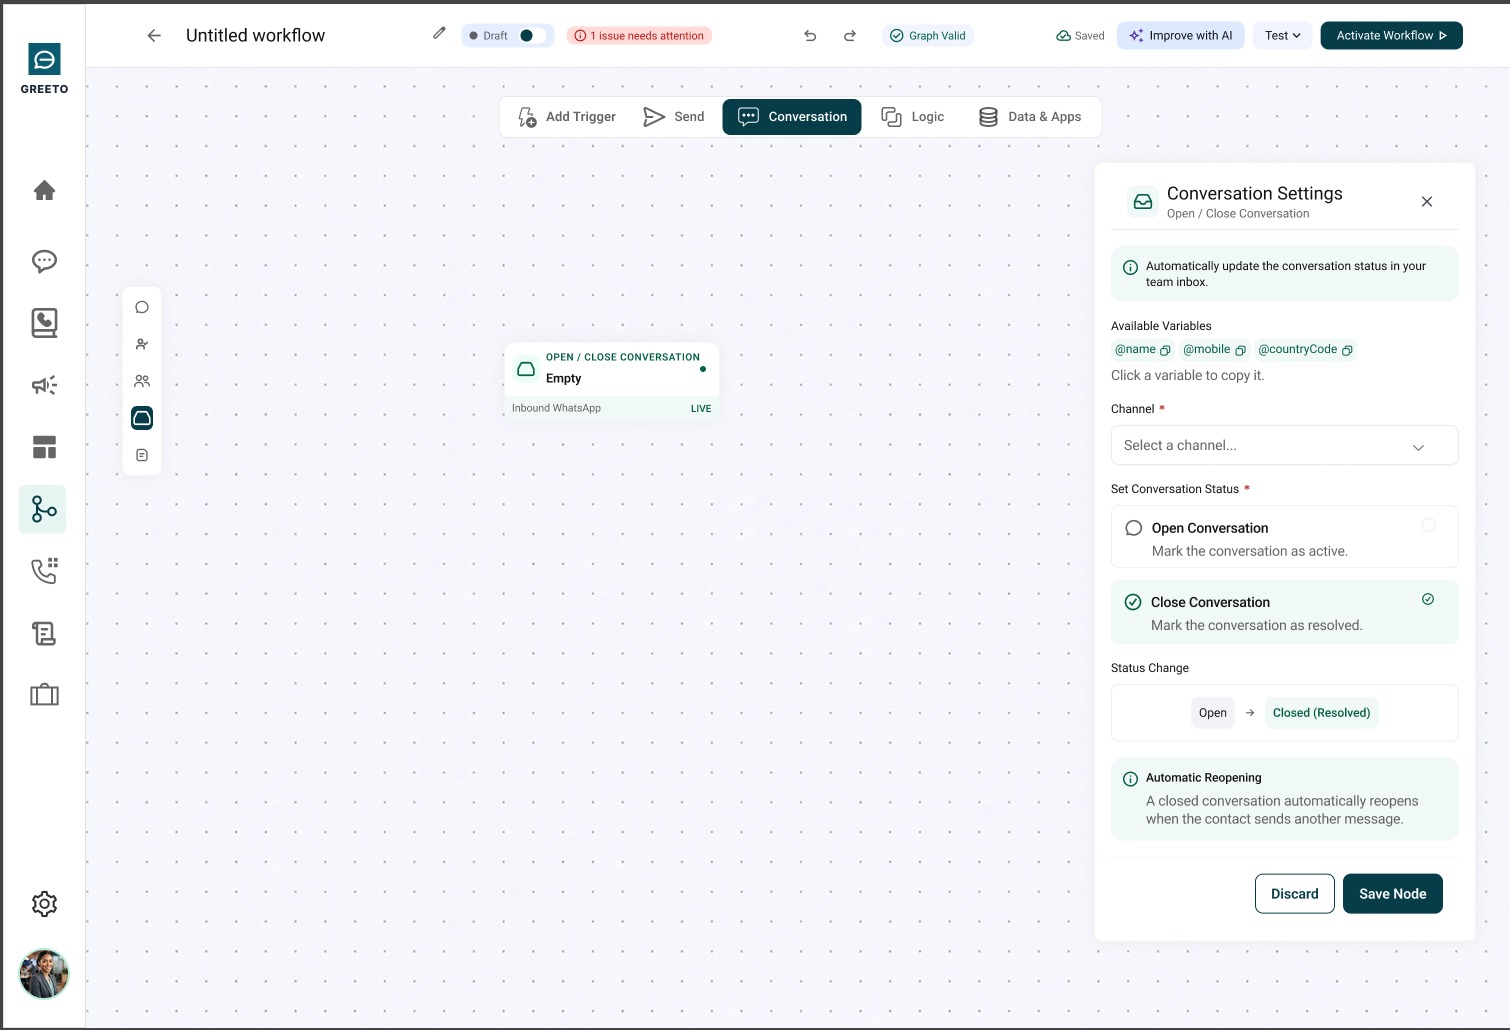 Untitled workflow
Draft
1 issue needs attention
Graph Valid
Saved
Improve with AI
Test
Activate Workflow
GREETO
Add Trigger
Send
Conversation
Logic
Data & Apps
Conversation Settings
Open / Close Conversation
Automatically update the conversation status in your
team inbox.
Available Variables
@name
@mobile
@countryCode
Click a variable to copy it.
Channel *
Select a channel...
Set Conversation Status *
Open Conversation
Mark the conversation as active.
Close Conversation
Mark the conversation as resolved.
Status Change
Open → Closed (Resolved)
Automatic Reopening
A closed conversation automatically reopens
when the contact sends another message.
Discard
Save Node
OPEN / CLOSE CONVERSATION
Empty
Inbound WhatsApp
LIVE